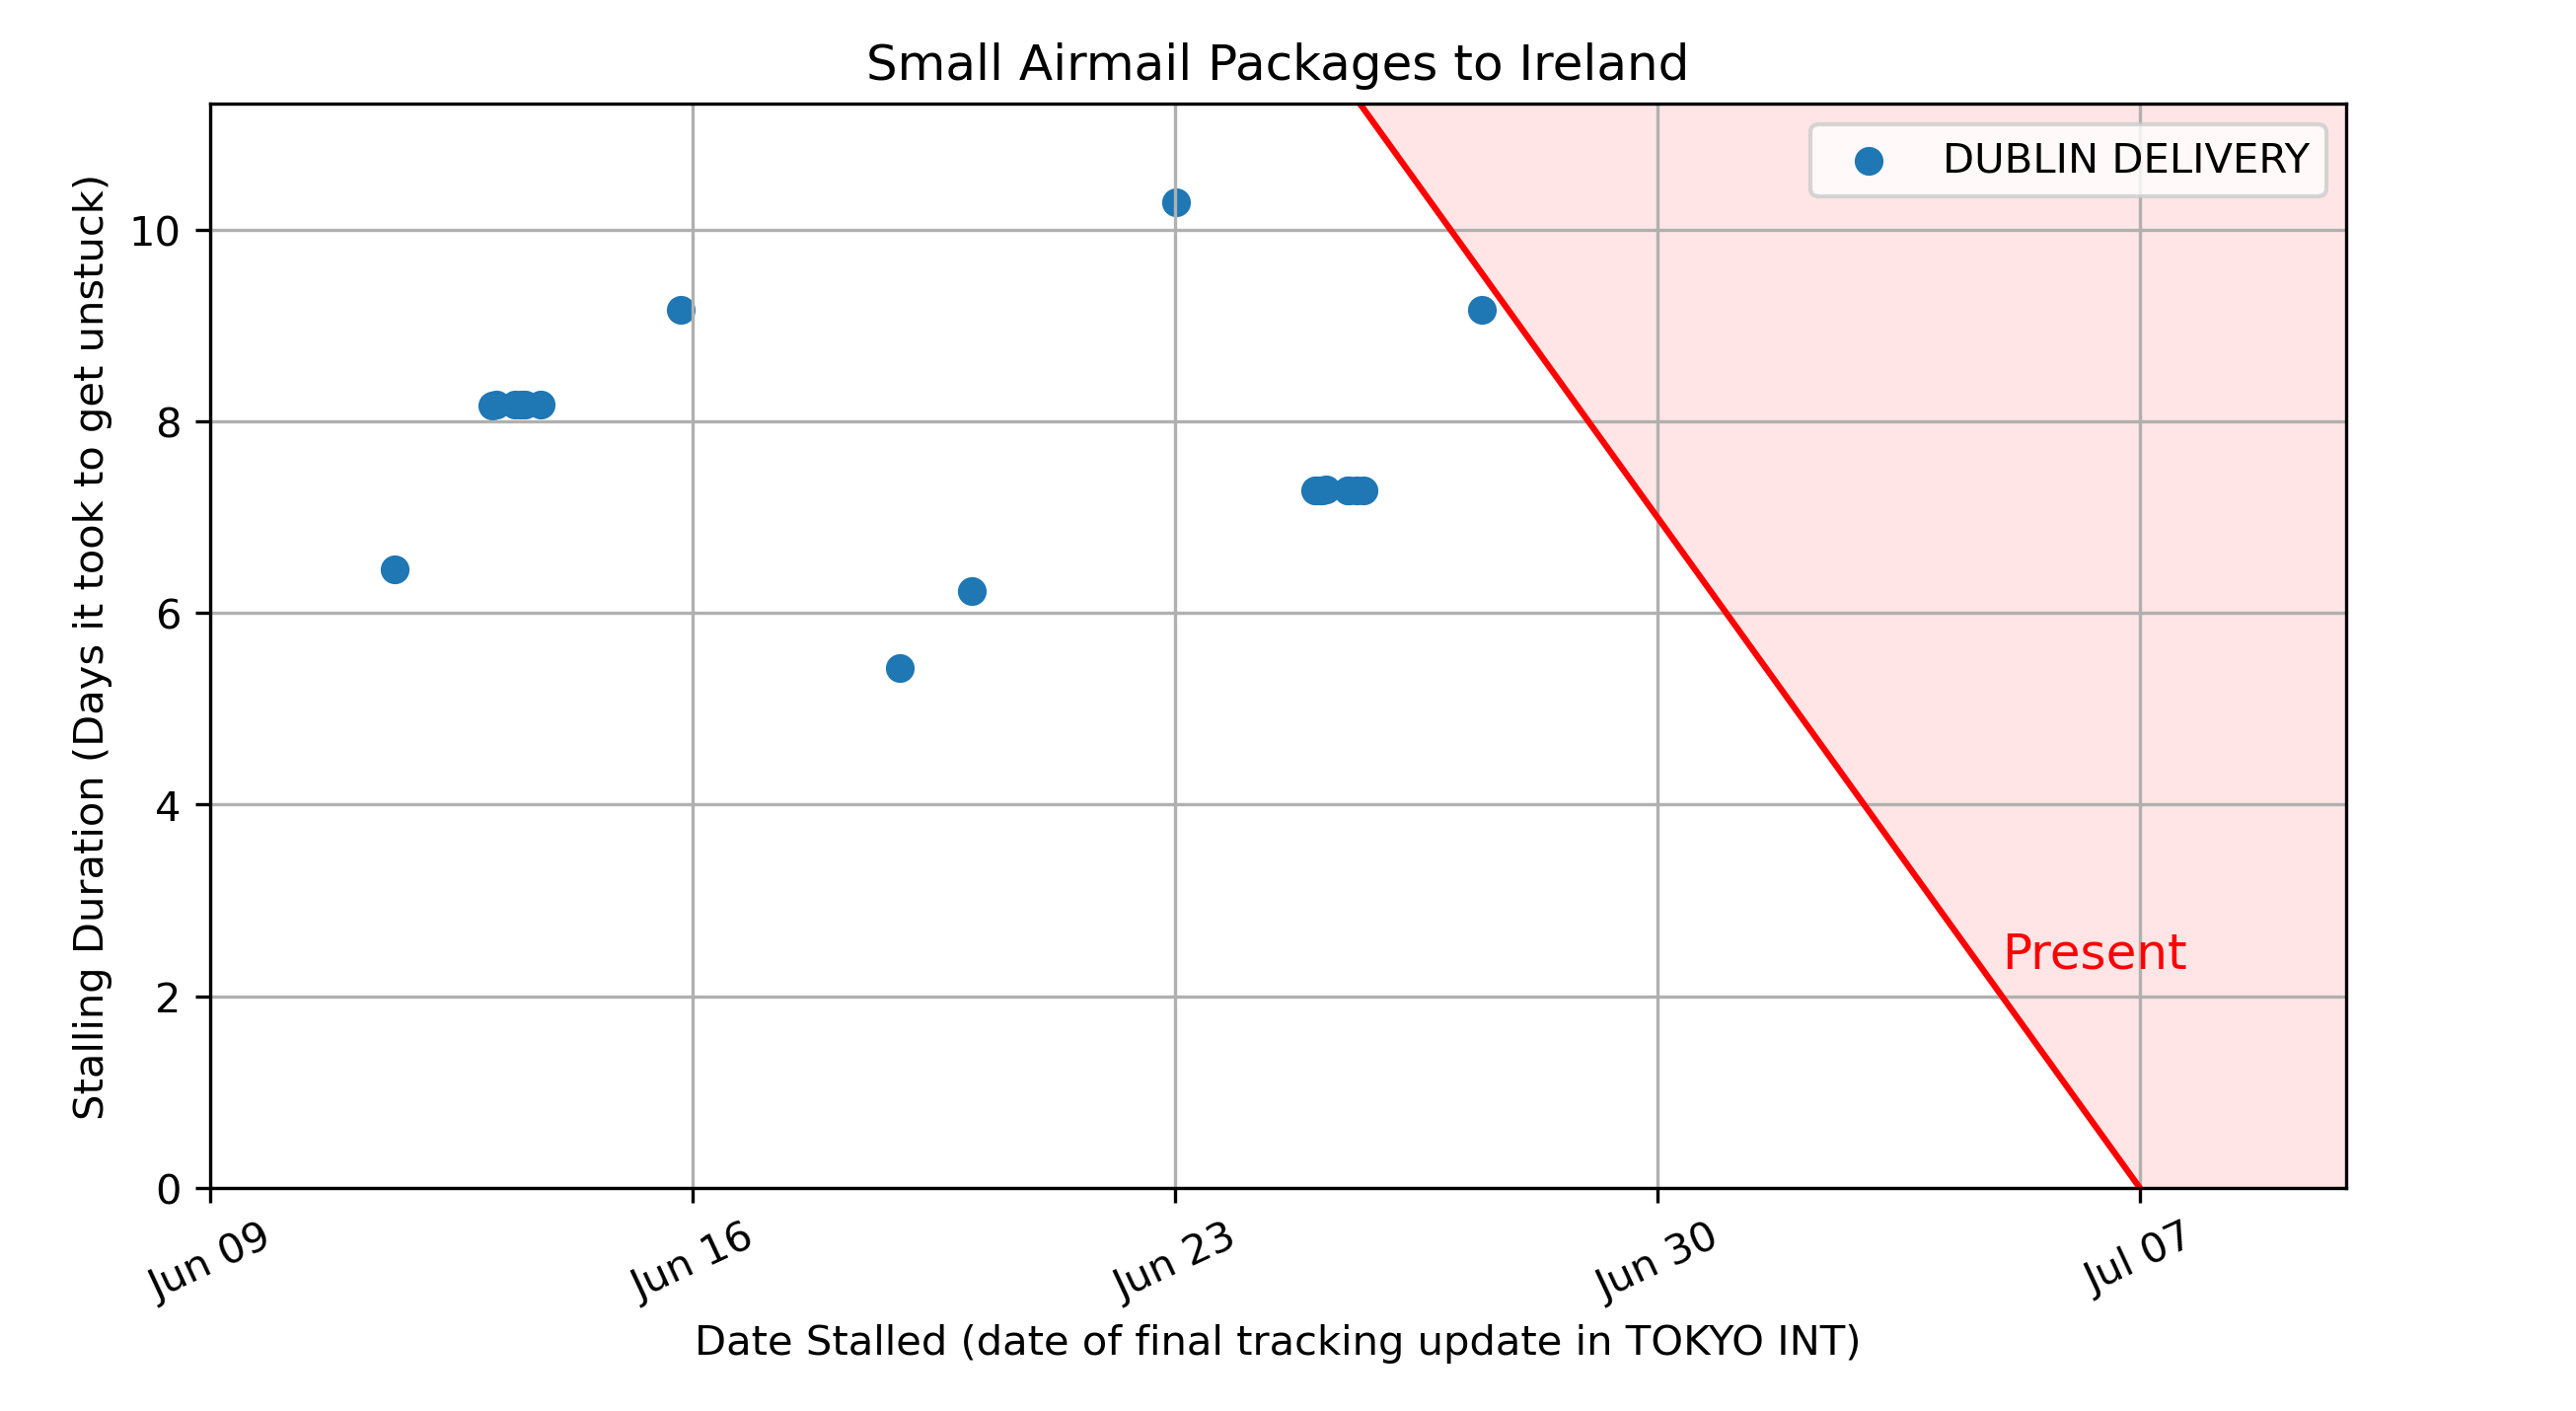 Small Airmail Packages to Ireland
DUBLIN DELIVERY
Stalling Duration (Days it took to get unstuck)
10
8
6
4
2
0
Present
Jun 09
Jun 16
Jun 23
Jun 30
Jul 07
Date Stalled (date of final tracking update in TOKYO INT)